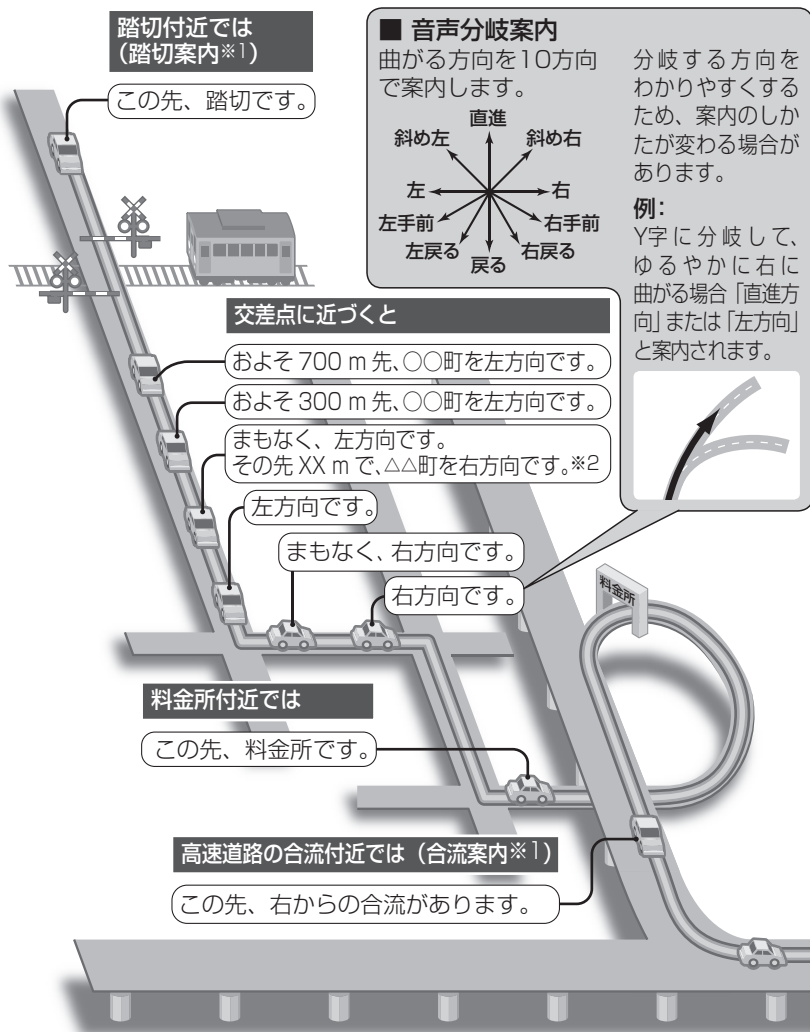 踏切付近では
(踏切案内※1)
この先、踏切です。
■ 音声分岐案内
曲がる方向を10方向
で案内します。
直進
斜め左
斜め右
左
右
左手前
右手前
左戻る
右戻る
戻る
分岐する方向を
わかりやすくする
ため、案内のしか
たが変わる場合が
あります。
例:
Y字に分岐して、
ゆるやかに右に
曲がる場合「直進方
向」または「左方向」
と案内されます。
交差点に近づくと
およそ 700 m 先、○○町を左方向です。
およそ 300 m 先、○○町を左方向です。
まもなく、左方向です。
その先 XX m で、△△町を右方向です。※2
左方向です。
まもなく、右方向です。
右方向です。
料金所
料金所付近では
この先、料金所です。
高速道路の合流付近では(合流案内※1)
この先、右からの合流があります。